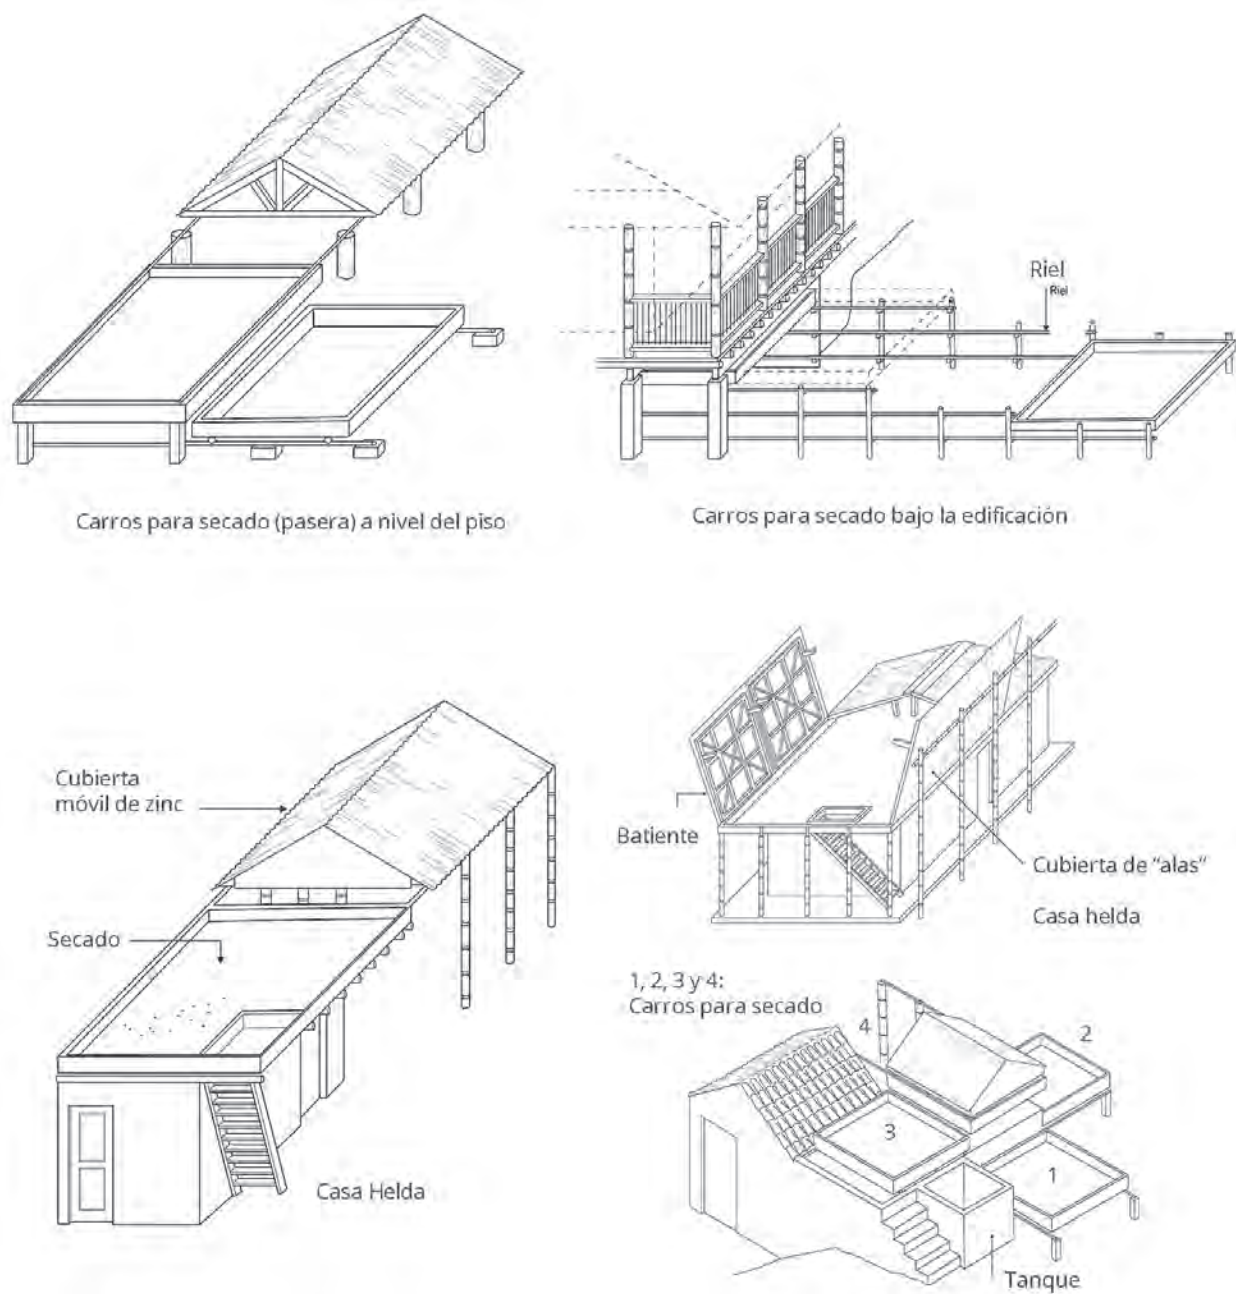 Riel
Riel
Carros para secado (pasera) a nivel del piso
Carros para secado bajo la edificación
Cubierta
móvil de zinc
Secado
Casa Helda
Batiente
Cubierta de “alas”
Casa helda
1, 2, 3 y 4:
Carros para secado
4
2
3
1
Tanque